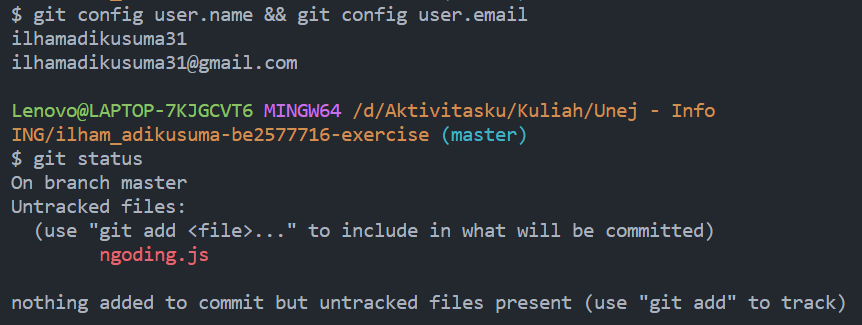 $ git config user.name && git config user.email
ilhamadikusuma31
ilhamadikusuma31@gmail.com
Lenovo@LAPTOP-7KJGCVT6 MINGW64 /d/Aktivitasku/Kuliah/Unej - Info
ING/ilham_adikusuma-be2577716-exercise (master)
$ git status
On branch master
Untracked files:
  (use "git add <file>..." to include in what will be committed)
        ngoding.js
nothing added to commit but untracked files present (use "git add" to track)